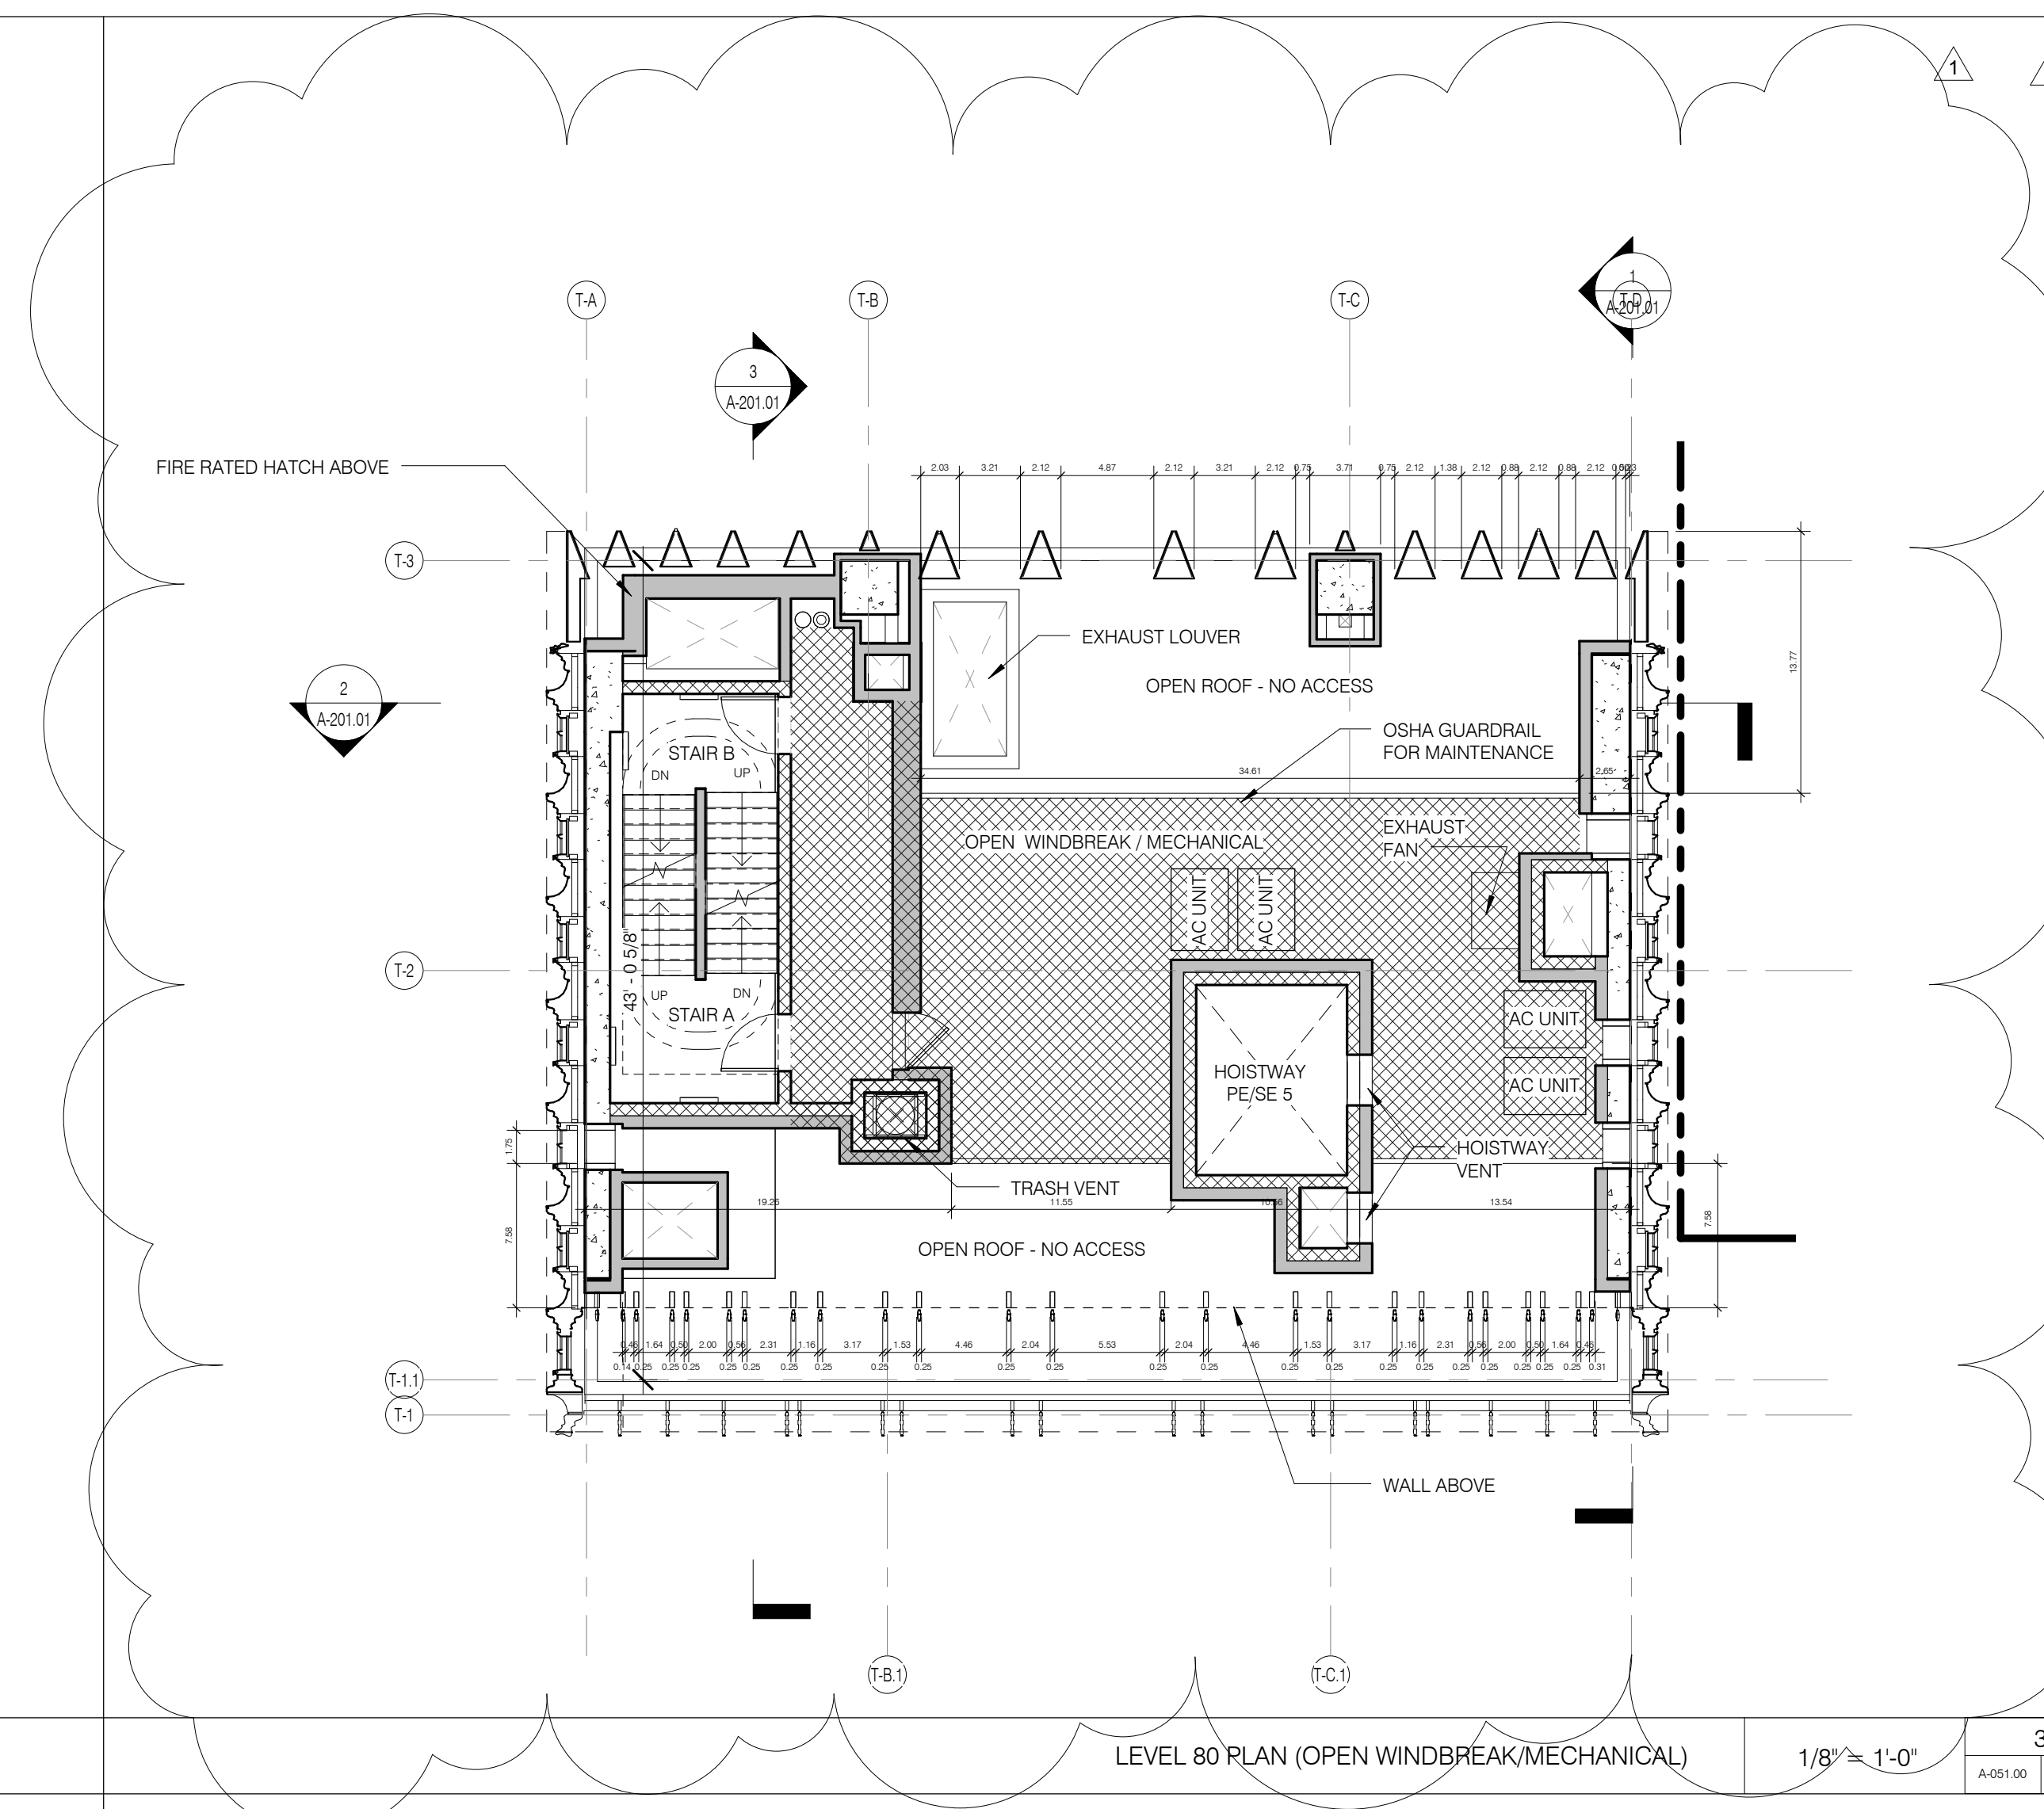 1
T-A
T-B
T-C
T-D
1
A-201.01
3
A-201.01
FIRE RATED HATCH ABOVE
2.03 3.21 2.12 4.87 2.12 3.21 2.12 0.75 3.71 0.75 2.12 1.38 2.12 0.88 2.12 0.88 2.12
T-3
EXHAUST LOUVER
13.77
OPEN ROOF - NO ACCESS
2
A-201.01
OSHA GUARDRAIL
FOR MAINTENANCE
STAIR B
DN
UP
34.61
2.65
OPEN WINDBREAK / MECHANICAL
EXHAUST
FAN
AC UNIT
AC UNIT
43' - 0 5/8"
T-2
UP
DN
STAIR A
AC UNIT
HOISTWAY
PE/SE 5
AC UNIT
1.75
HOISTWAY
VENT
TRASH VENT
19.26
11.55
13.54
7.58
7.58
OPEN ROOF - NO ACCESS
0.46 1.64 0.50 2.00 0.56 2.31 1.16 3.17 1.53 4.46 2.04 5.53 2.04 4.46 1.53 3.17 1.16 2.31 0.56 2.00 0.50 1.64 0.46
0.14 0.25 0.25 0.25 0.25 0.25 0.25 0.25 0.25 0.25 0.25 0.25 0.25 0.25 0.25 0.25 0.25 0.25 0.25 0.25 0.25 0.25 0.25 0.31
T-1.1
T-1
WALL ABOVE
T-B.1
T-C.1
LEVEL 80 PLAN (OPEN WINDBREAK/MECHANICAL)
1/8" = 1'-0"
3
A-051.00